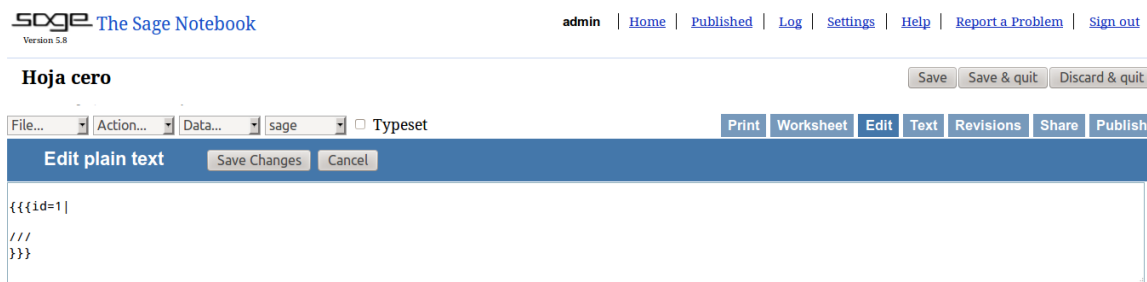 sage The Sage Notebook
Version 5.8
admin | Home | Published | Log | Settings | Help | Report a Problem | Sign out
Hoja cero
Save Save & quit Discard & quit
File... Action... Data... sage Typeset
Print Worksheet Edit Text Revisions Share Publish
Edit plain text Save Changes Cancel
{{{id=1|
///
}}}